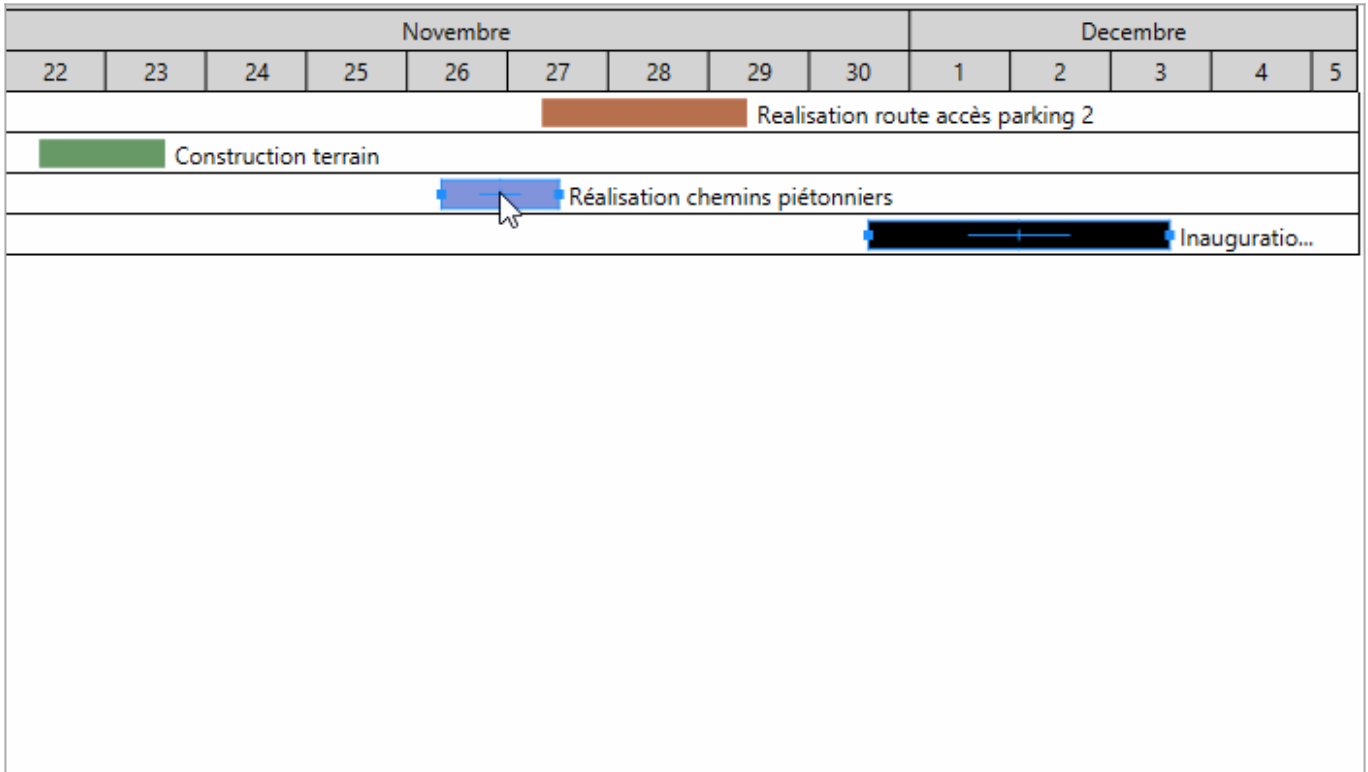 Novembre Decembre
22 23 24 25 26 27 28 29 30 1 2 3 4 5
Realisation route accès parking 2
Construction terrain
Réalisation chemins piétonniers
Inauguratio...